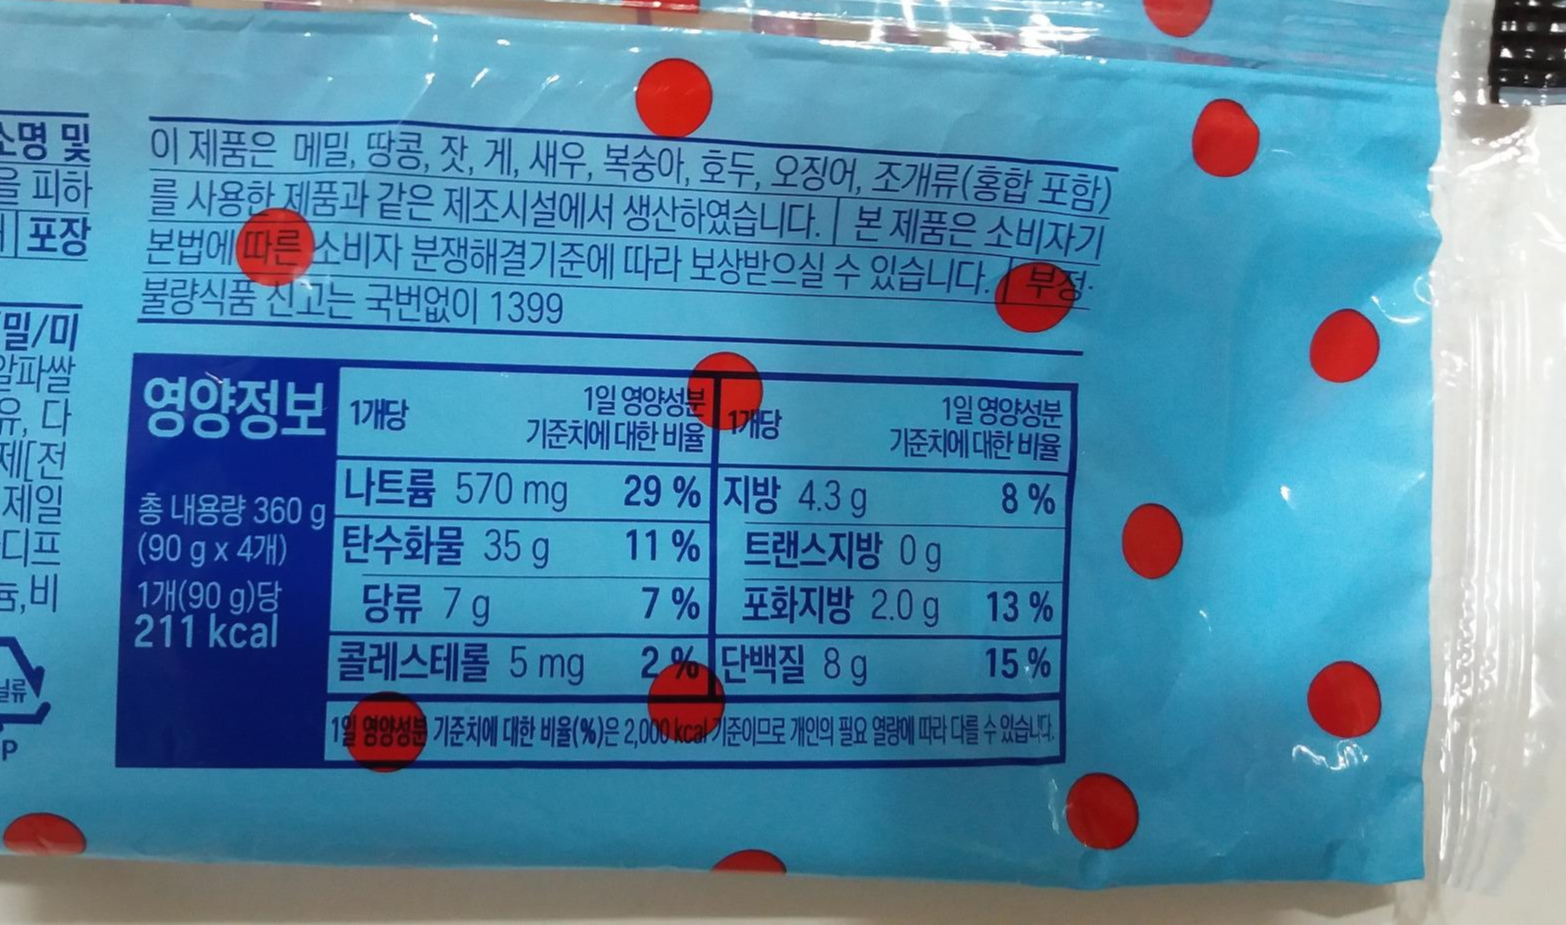 소명 및
을 피하
포장
밀/미
알파쌀
유, 다
제[전
제일
디프
비
류
P
이 제품은 메밀, 땅콩, 잣, 게, 새우, 복숭아, 호두, 오징어, 조개류(홍합 포함)
를 사용한 제품과 같은 제조시설에서 생산하였습니다. | 본 제품은 소비자기
본법에 따른 소비자 분쟁해결기준에 따라 보상받으실 수 있습니다. | 부정·
불량식품 신고는 국번없이 1399
영양정보
총 내용량 360 g
(90 g x 4개)
1개(90 g)당
211 kcal
1개당 1일 영양성분 기준치에 대한 비율 1개당 1일 영양성분 기준치에 대한 비율
나트륨 570 mg 29 % 지방 4.3 g 8 %
탄수화물 35 g 11 % 트랜스지방 0 g
당류 7 g 7 % 포화지방 2.0 g 13 %
콜레스테롤 5 mg 2 % 단백질 8 g 15 %
1일 영양성분 기준치에 대한 비율(%)은 2,000 kcal 기준이므로 개인의 필요 열량에 따라 다를 수 있습니다.